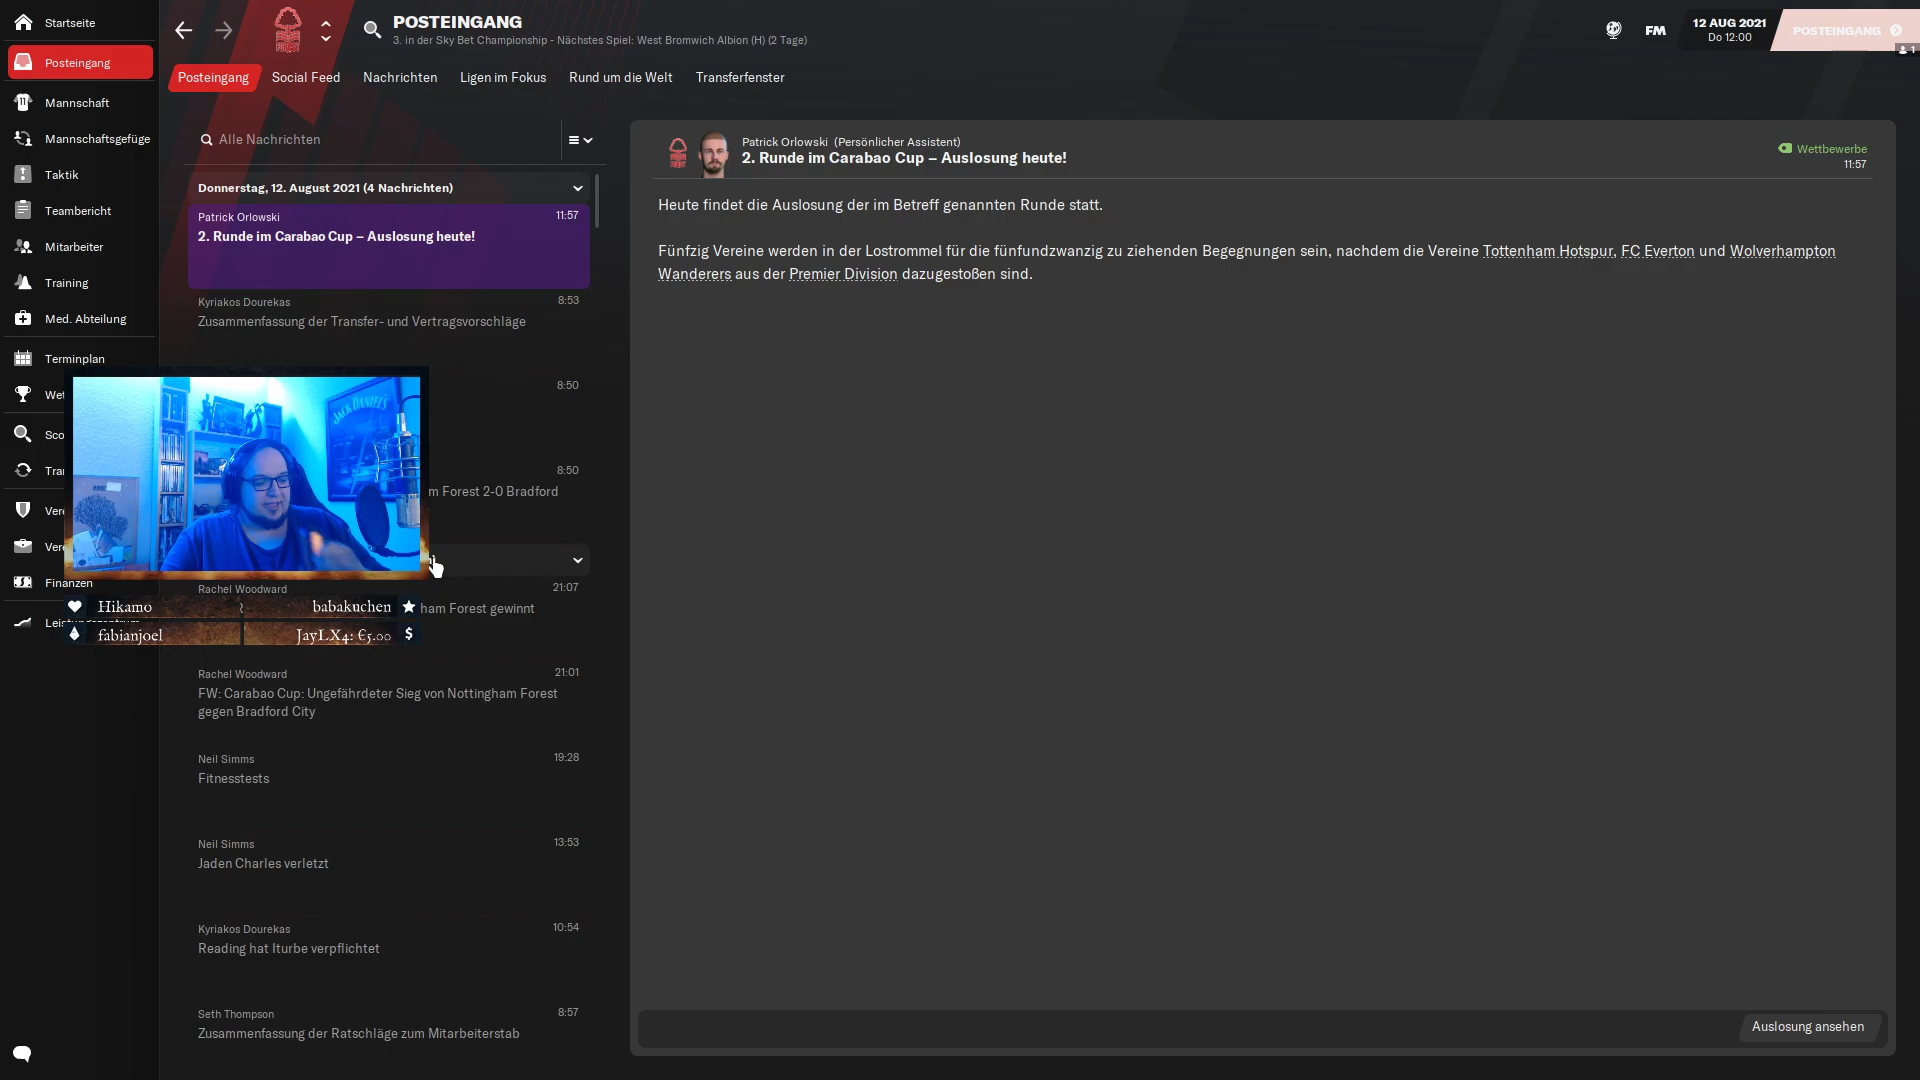 Startseite
Posteingang
Mannschaft
Mannschaftsgefüge
Taktik
Teambericht
Mitarbeiter
Training
Med. Abteilung
Terminplan
Finanzen
POSTEINGANG
3. in der Sky Bet Championship - Nächstes Spiel: West Bromwich Albion (H) (2 Tage)
FM
12 AUG 2021
Do 12:00
POSTEINGANG
1
Posteingang
Social Feed
Nachrichten
Ligen im Fokus
Rund um die Welt
Transferfenster
Alle Nachrichten
Donnerstag, 12. August 2021 (4 Nachrichten)
Patrick Orlowski 11:57
2. Runde im Carabao Cup – Auslosung heute!
Kyriakos Dourekas 8:53
Zusammenfassung der Transfer- und Vertragsvorschläge
8:50
8:50
m Forest 2-0 Bradford
JACK DANIEL'S
Rachel Woodward 21:07
ham Forest gewinnt
Hikamo
babakuchen
fabianjoel
JayLX4: €5.00
Rachel Woodward 21:01
FW: Carabao Cup: Ungefährdeter Sieg von Nottingham Forest
gegen Bradford City
Neil Simms 19:28
Fitnesstests
Neil Simms 13:53
Jaden Charles verletzt
Kyriakos Dourekas 10:54
Reading hat Iturbe verpflichtet
Seth Thompson 8:57
Zusammenfassung der Ratschläge zum Mitarbeiterstab
Patrick Orlowski (Persönlicher Assistent)
2. Runde im Carabao Cup – Auslosung heute!
Wettbewerbe
11:57
Heute findet die Auslosung der im Betreff genannten Runde statt.
Fünfzig Vereine werden in der Lostrommel für die fünfundzwanzig zu ziehenden Begegnungen sein, nachdem die Vereine Tottenham Hotspur, FC Everton und Wolverhampton
Wanderers aus der Premier Division dazugestoßen sind.
Auslosung ansehen